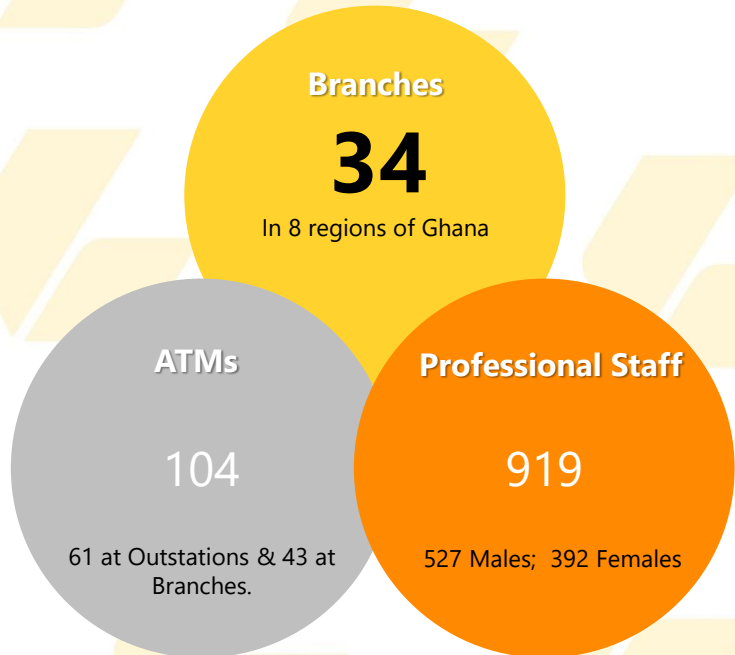 Branches
34
In 8 regions of Ghana
ATMs
104
61 at Outstations & 43 at
Branches.
Professional Staff
919
527 Males; 392 Females